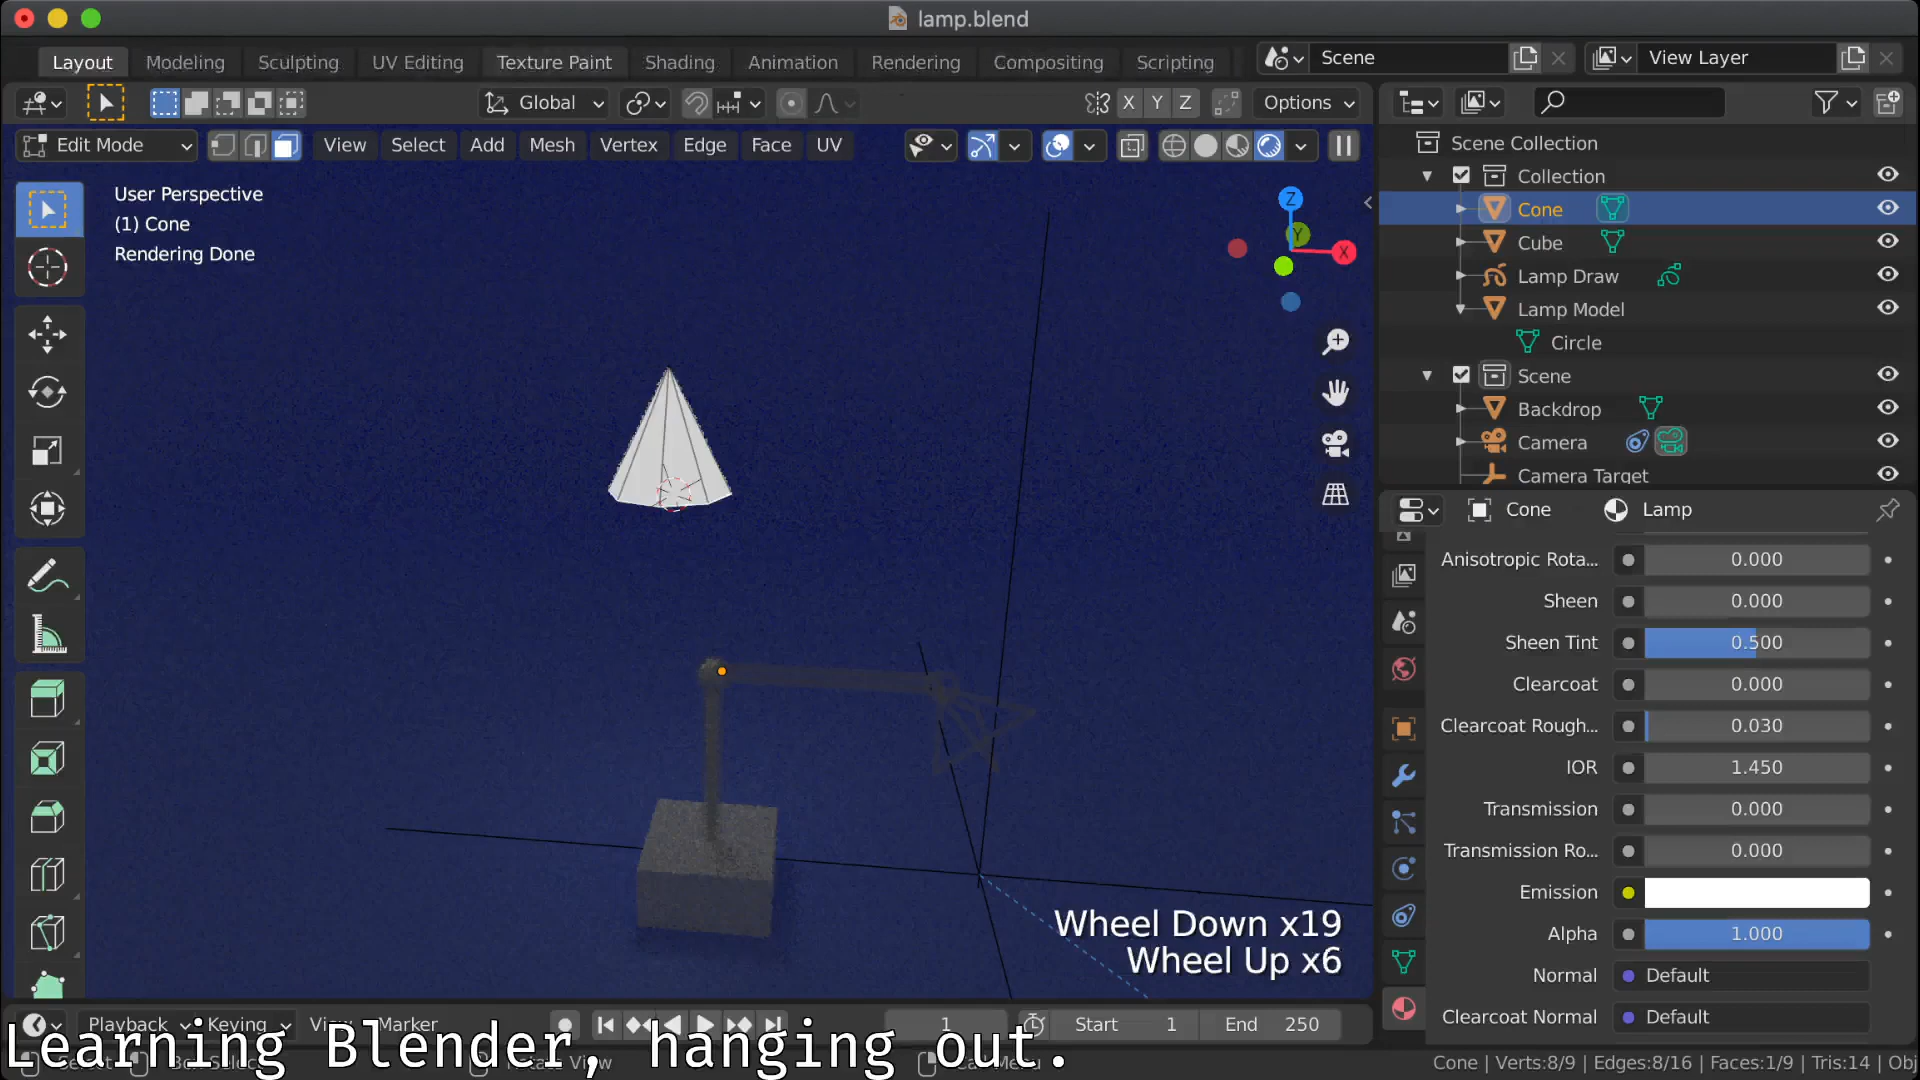 lamp.blend
Layout Modeling Sculpting UV Editing Texture Paint Shading Animation Rendering Compositing Scripting Scene View Layer
Global X Y Z Options
Edit Mode View Select Add Mesh Vertex Edge Face UV
User Perspective
(1) Cone
Rendering Done
Z
Y
X
Scene Collection
Collection
Cone
Cube
Lamp Draw
Lamp Model
Circle
Scene
Backdrop
Camera
Camera Target
Cone Lamp
Anisotropic Rota... 0.000
Sheen 0.000
Sheen Tint 0.500
Clearcoat 0.000
Clearcoat Rough... 0.030
IOR 1.450
Transmission 0.000
Transmission Ro... 0.000
Emission
Alpha 1.000
Normal Default
Clearcoat Normal Default
Wheel Down x19
Wheel Up x6
Playback Keying View Marker 1 Start 1 End 250
Learning Blender, hanging out.
Cone | Verts:8/9 | Edges:8/16 | Faces:1/9 | Tris:14 | Obj